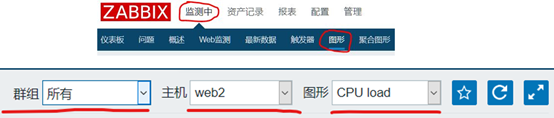 ZABBIX 监测中 资产记录 报表 配置 管理
仪表板 问题 概述 Web监测 最新数据 触发器 图形 聚合图形
群组 所有 主机 web2 图形 CPU load